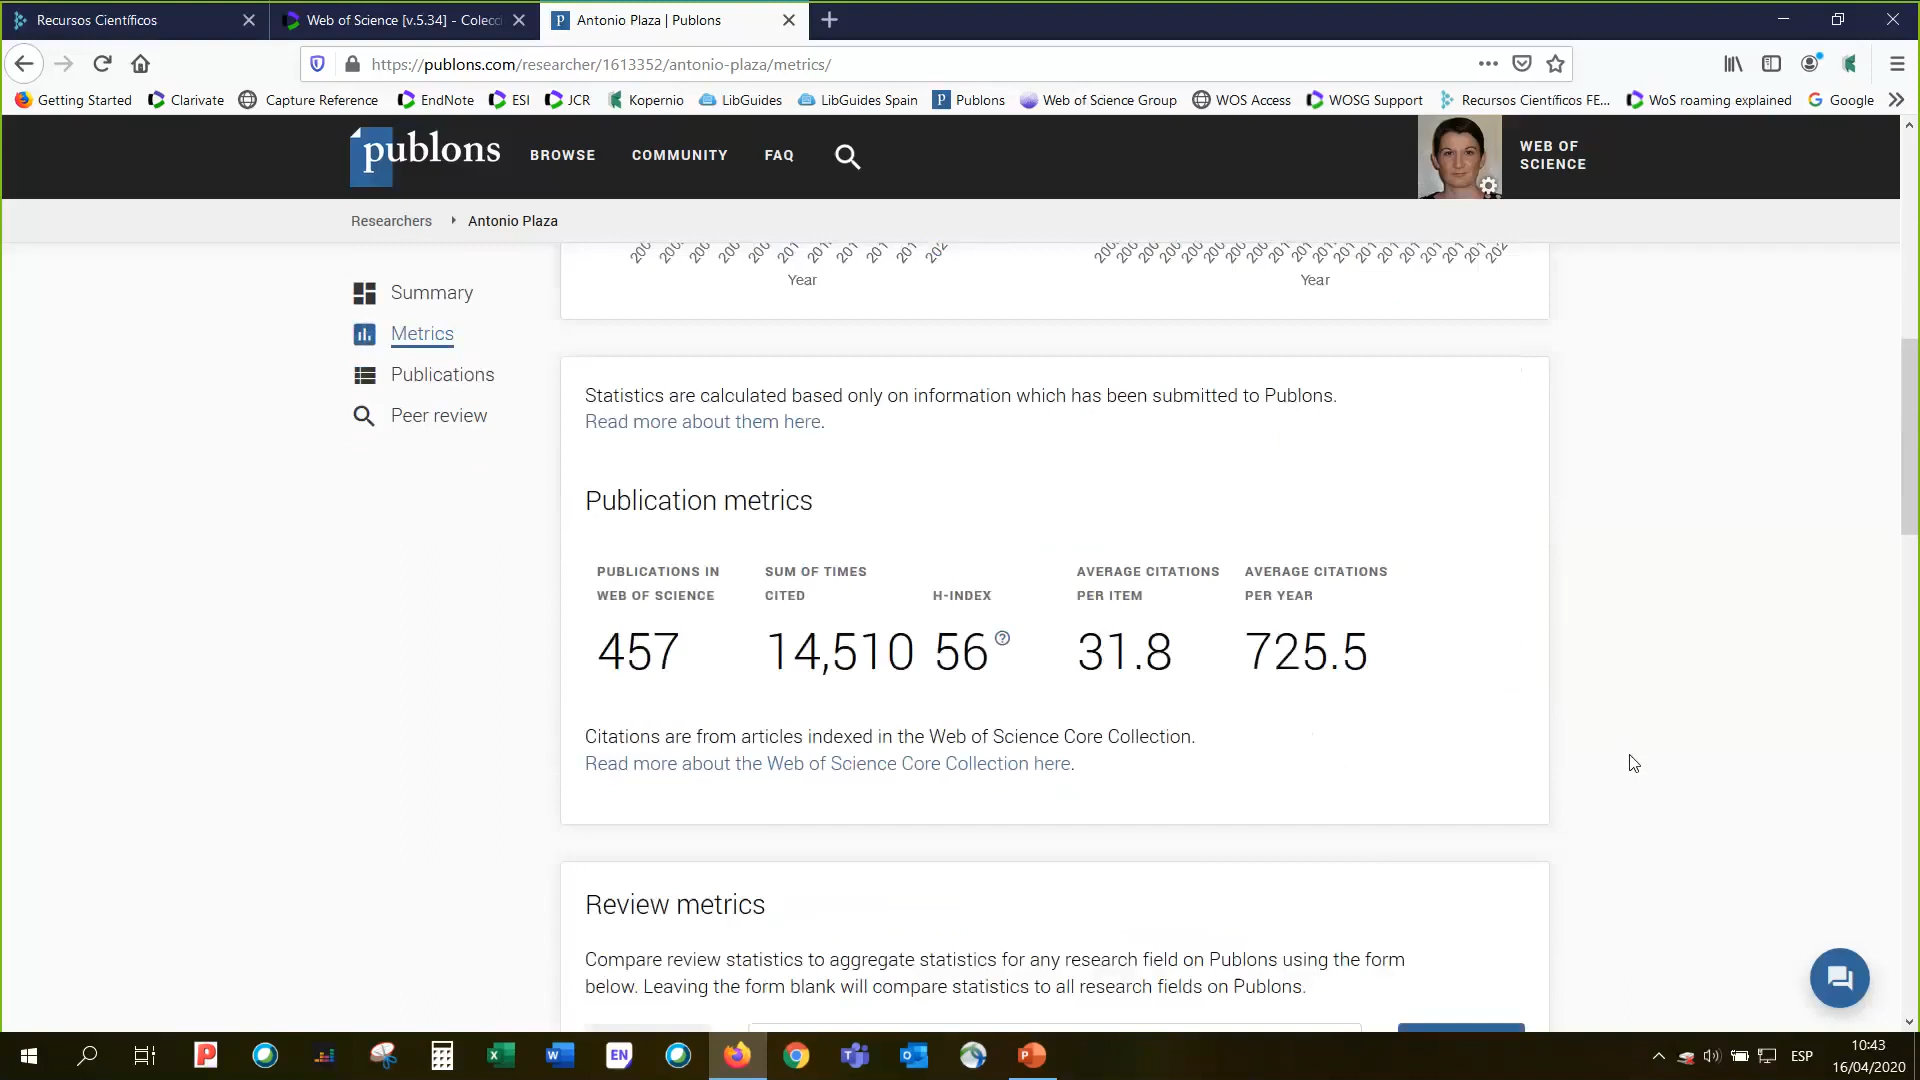 Recursos Científicos
Web of Science [v.5.34] - Colecc
Antonio Plaza | Publons
https://publons.com/researcher/1613352/antonio-plaza/metrics/
Getting Started Clarivate Capture Reference EndNote ESI JCR Kopernio LibGuides LibGuides Spain Publons Web of Science Group WOS Access WOSG Support Recursos Científicos FE... WoS roaming explained Google
publons BROWSE COMMUNITY FAQ
WEB OF
SCIENCE
Researchers Antonio Plaza
Year Year
Summary
Metrics
Publications
Peer review
Statistics are calculated based only on information which has been submitted to Publons.
Read more about them here.
Publication metrics
PUBLICATIONS IN
WEB OF SCIENCE
SUM OF TIMES
CITED
H-INDEX
AVERAGE CITATIONS
PER ITEM
AVERAGE CITATIONS
PER YEAR
457 14,510 56 31.8 725.5
Citations are from articles indexed in the Web of Science Core Collection.
Read more about the Web of Science Core Collection here.
Review metrics
Compare review statistics to aggregate statistics for any research field on Publons using the form
below. Leaving the form blank will compare statistics to all research fields on Publons.
EN
ESP
10:43
16/04/2020